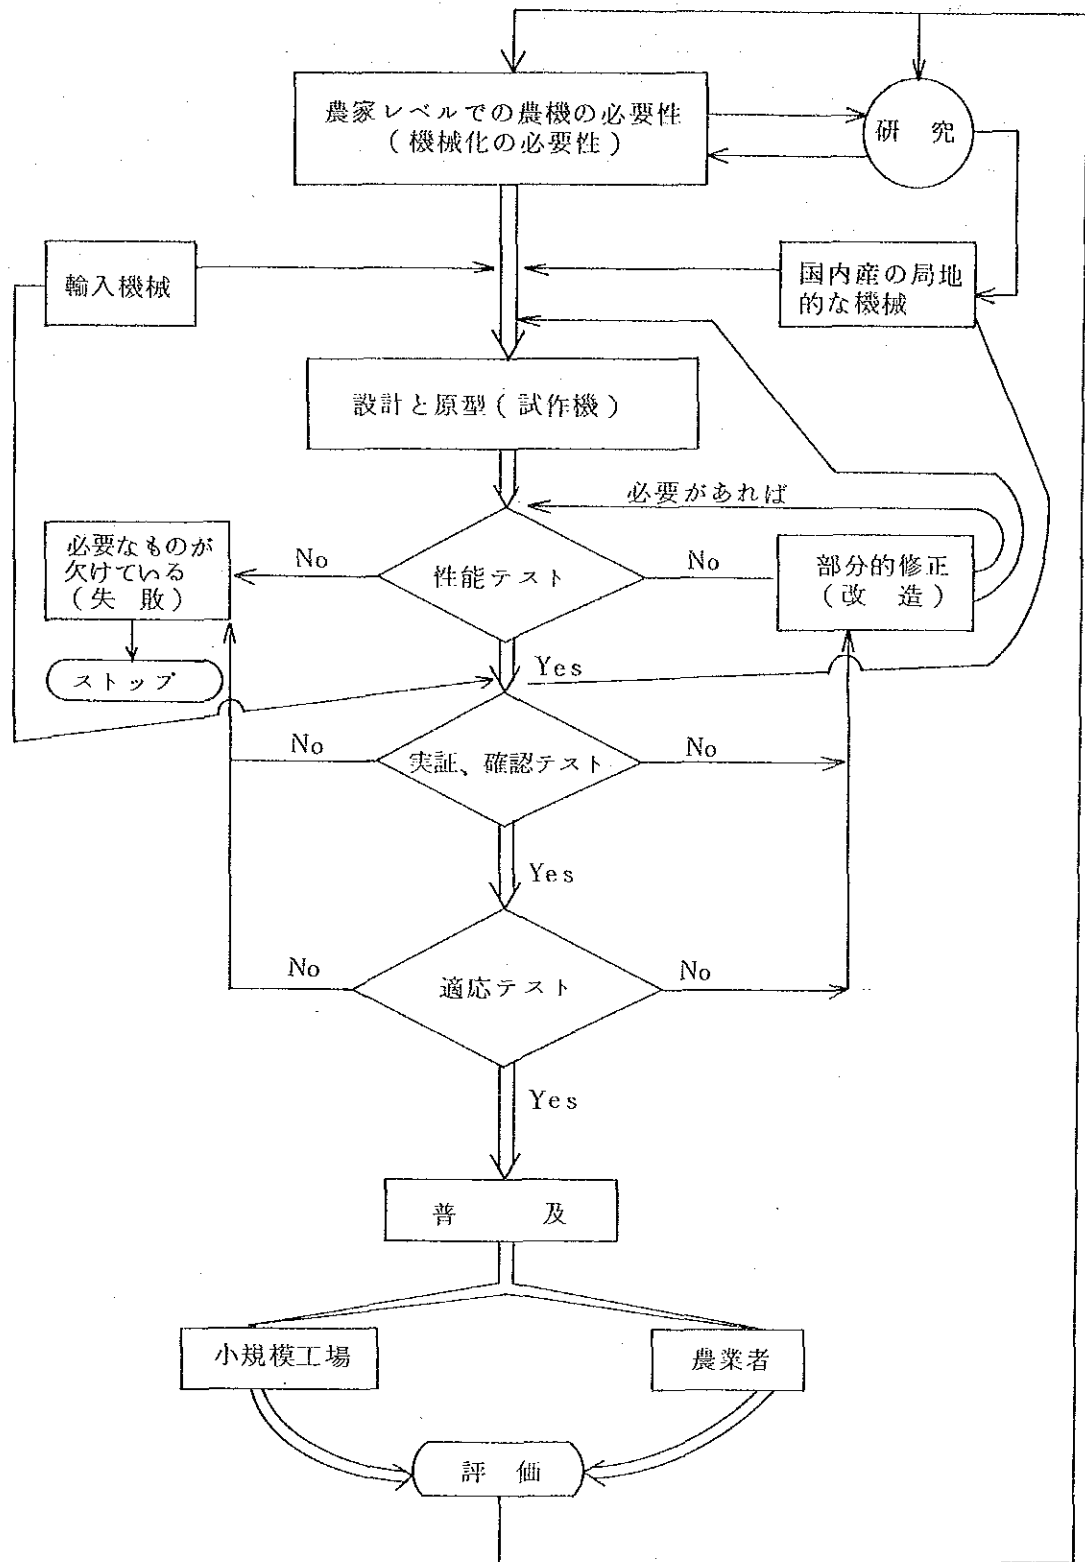 農家レベルでの農機の必要性
(機械化の必要性)
研 究
輸入機械
国内産の局地
的な機械
設計と原型(試作機)
必要があれば
必要なものが
欠けている
(失 敗)
No
性能テスト
No
部分的修正
(改 造)
ストップ
Yes
No
実証、確認テスト
No
Yes
No
適応テスト
No
Yes
普 及
小規模工場
農業者
評 価